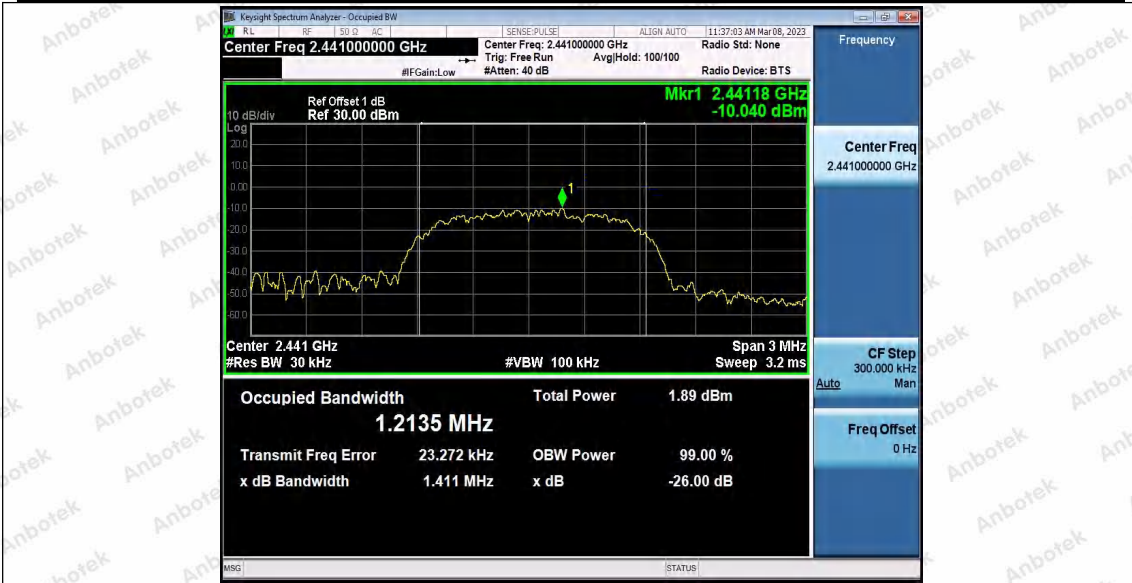 Keysight Spectrum Analyzer - Occupied BW
RL RF 50 Ω AC SENSE:PULSE ALIGN AUTO 11:37:03 AM Mar 08, 2023
Center Freq 2.441000000 GHz
Center Freq: 2.441000000 GHz
Radio Std: None
Trig: Free Run Avg|Hold: 100/100
#IFGain:Low
#Atten: 40 dB
Radio Device: BTS
Frequency
Mkr1 2.44118 GHz
-10.040 dBm
Ref Offset 1 dB
10 dB/div Ref 30.00 dBm
Log
20.0
10.0
0.00
-10.0
-20.0
-30.0
-40.0
-50.0
-60.0
1
Center 2.441 GHz Span 3 MHz
#Res BW 30 kHz #VBW 100 kHz Sweep 3.2 ms
Center Freq
2.441000000 GHz
CF Step
300.000 kHz
Auto Man
Freq Offset
0 Hz
Occupied Bandwidth Total Power 1.89 dBm
1.2135 MHz
Transmit Freq Error 23.272 kHz OBW Power 99.00 %
x dB Bandwidth 1.411 MHz x dB -26.00 dB
MSG STATUS
Anbotek